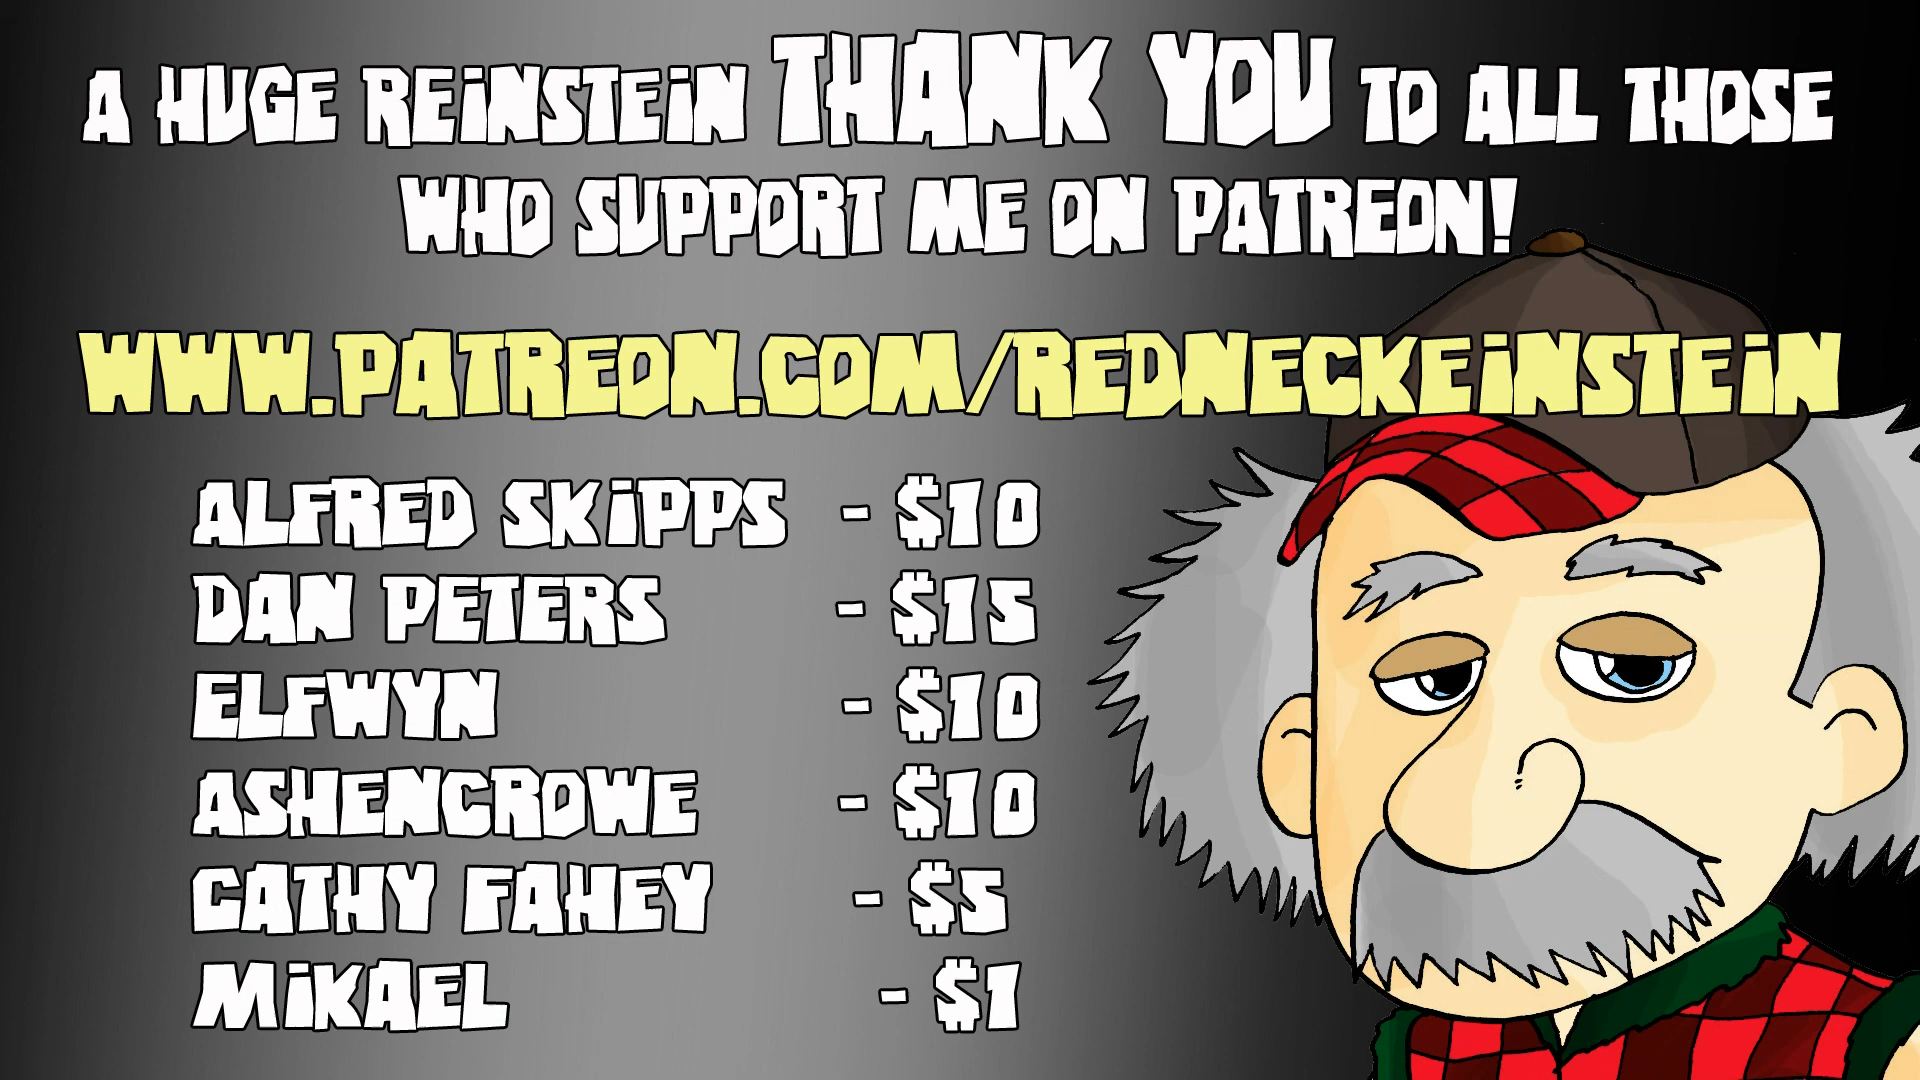 A HUGE REiNSTEiN THANK YOU TO ALL THOSE
WHO SUPPORT ME ON PATREON!
WWW.PATREON.COM/REDNECKEiNSTEiN
ALFRED SKiPPS - $10
DAN PETERS - $15
ELFWYN - $10
ASHENCROWE - $10
CATHY FAHEY - $5
MiKAEL - $1